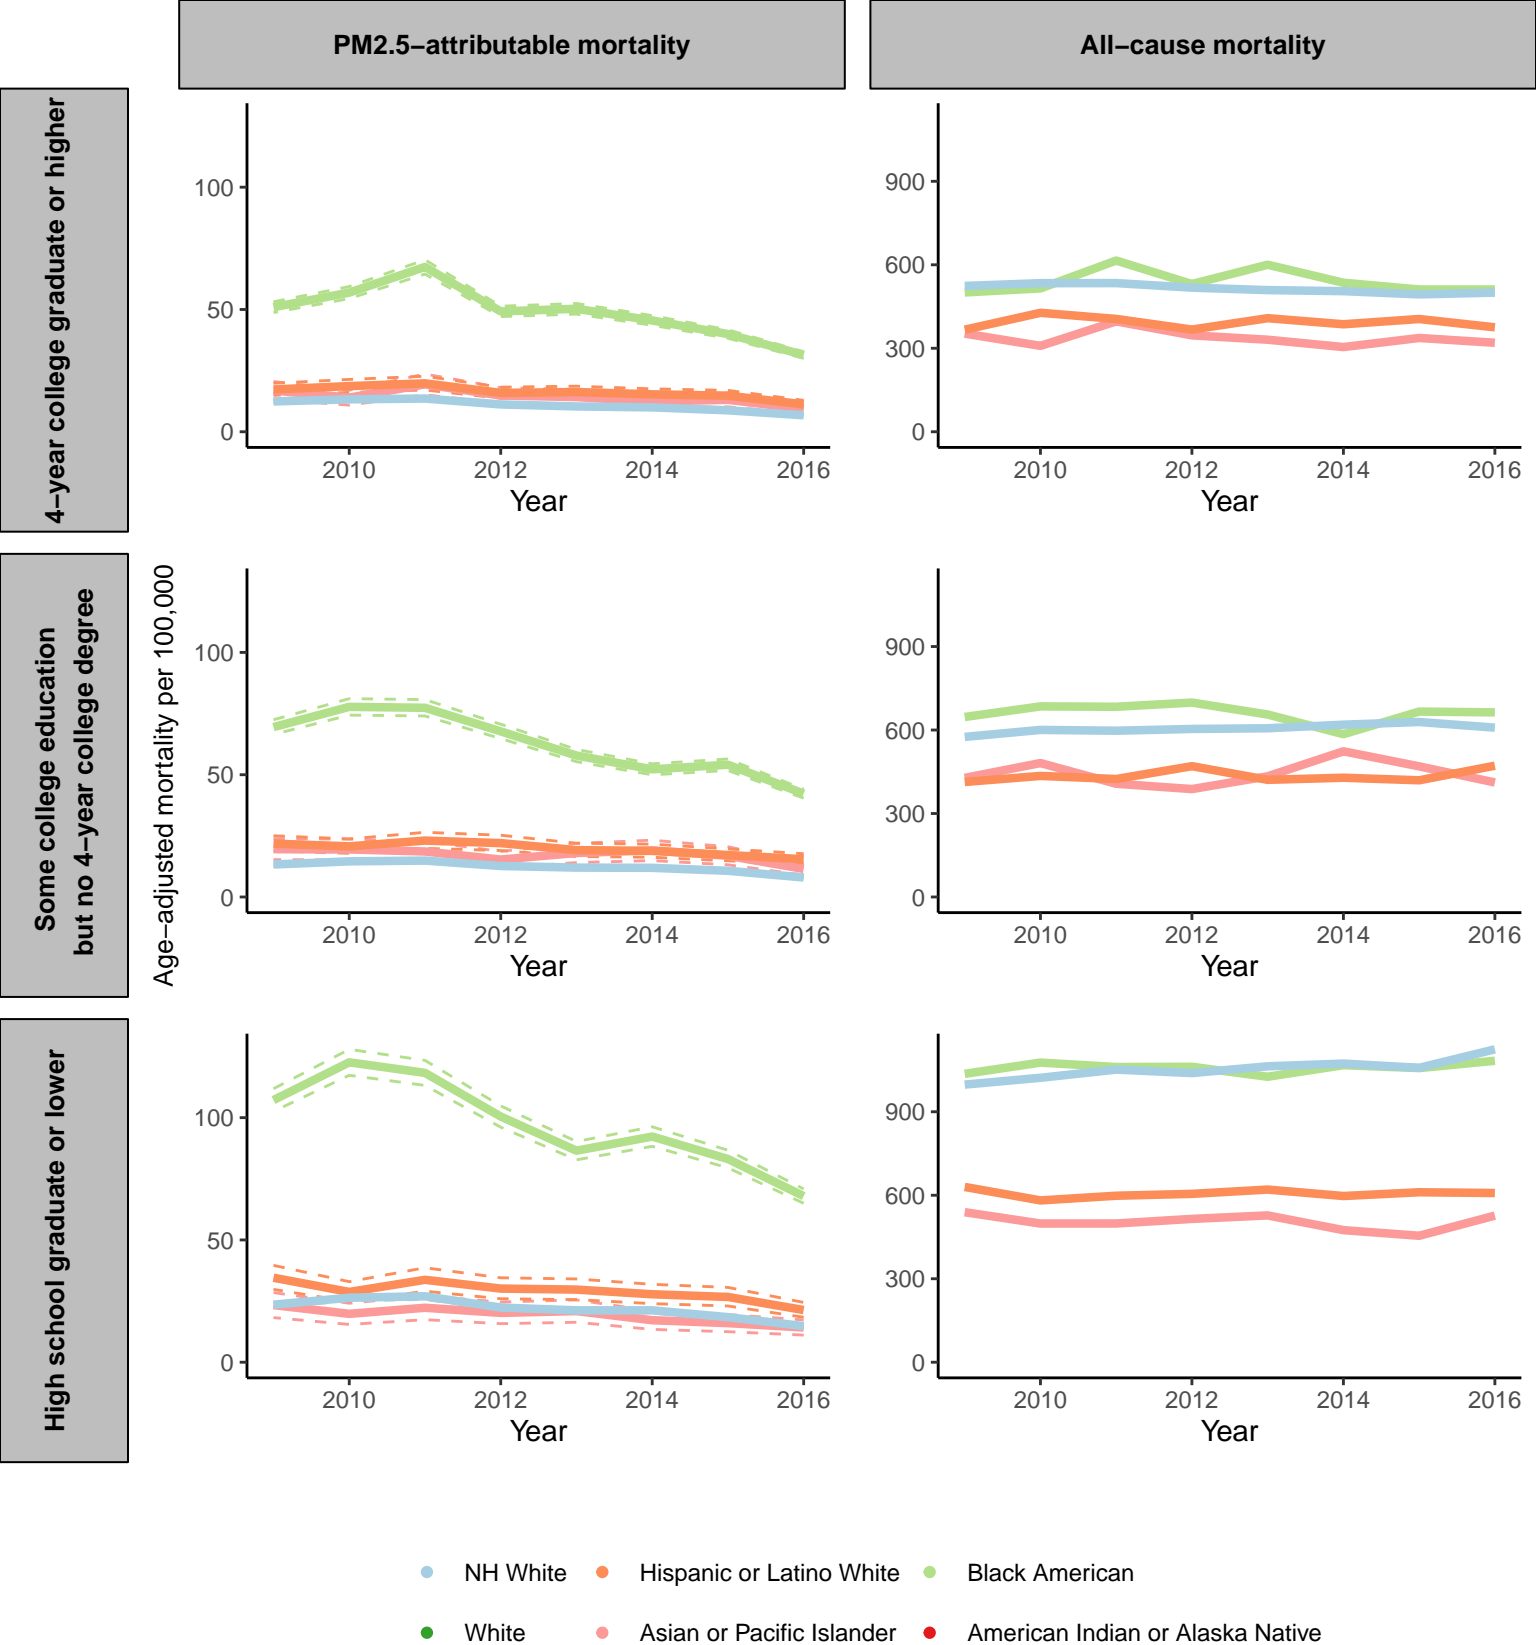 PM2.5−attributable mortality
All−cause mortality
4−year college graduate or higher
100
50
0
2010 2012 2014 2016
Year
900
600
300
0
2010 2012 2014 2016
Year
Some college education
but no 4−year college degree
Age−adjusted mortality per 100,000
100
50
0
2010 2012 2014 2016
Year
900
600
300
0
2010 2012 2014 2016
Year
High school graduate or lower
100
50
0
2010 2012 2014 2016
Year
900
600
300
0
2010 2012 2014 2016
Year
NH White Hispanic or Latino White Black American
White Asian or Pacific Islander American Indian or Alaska Native